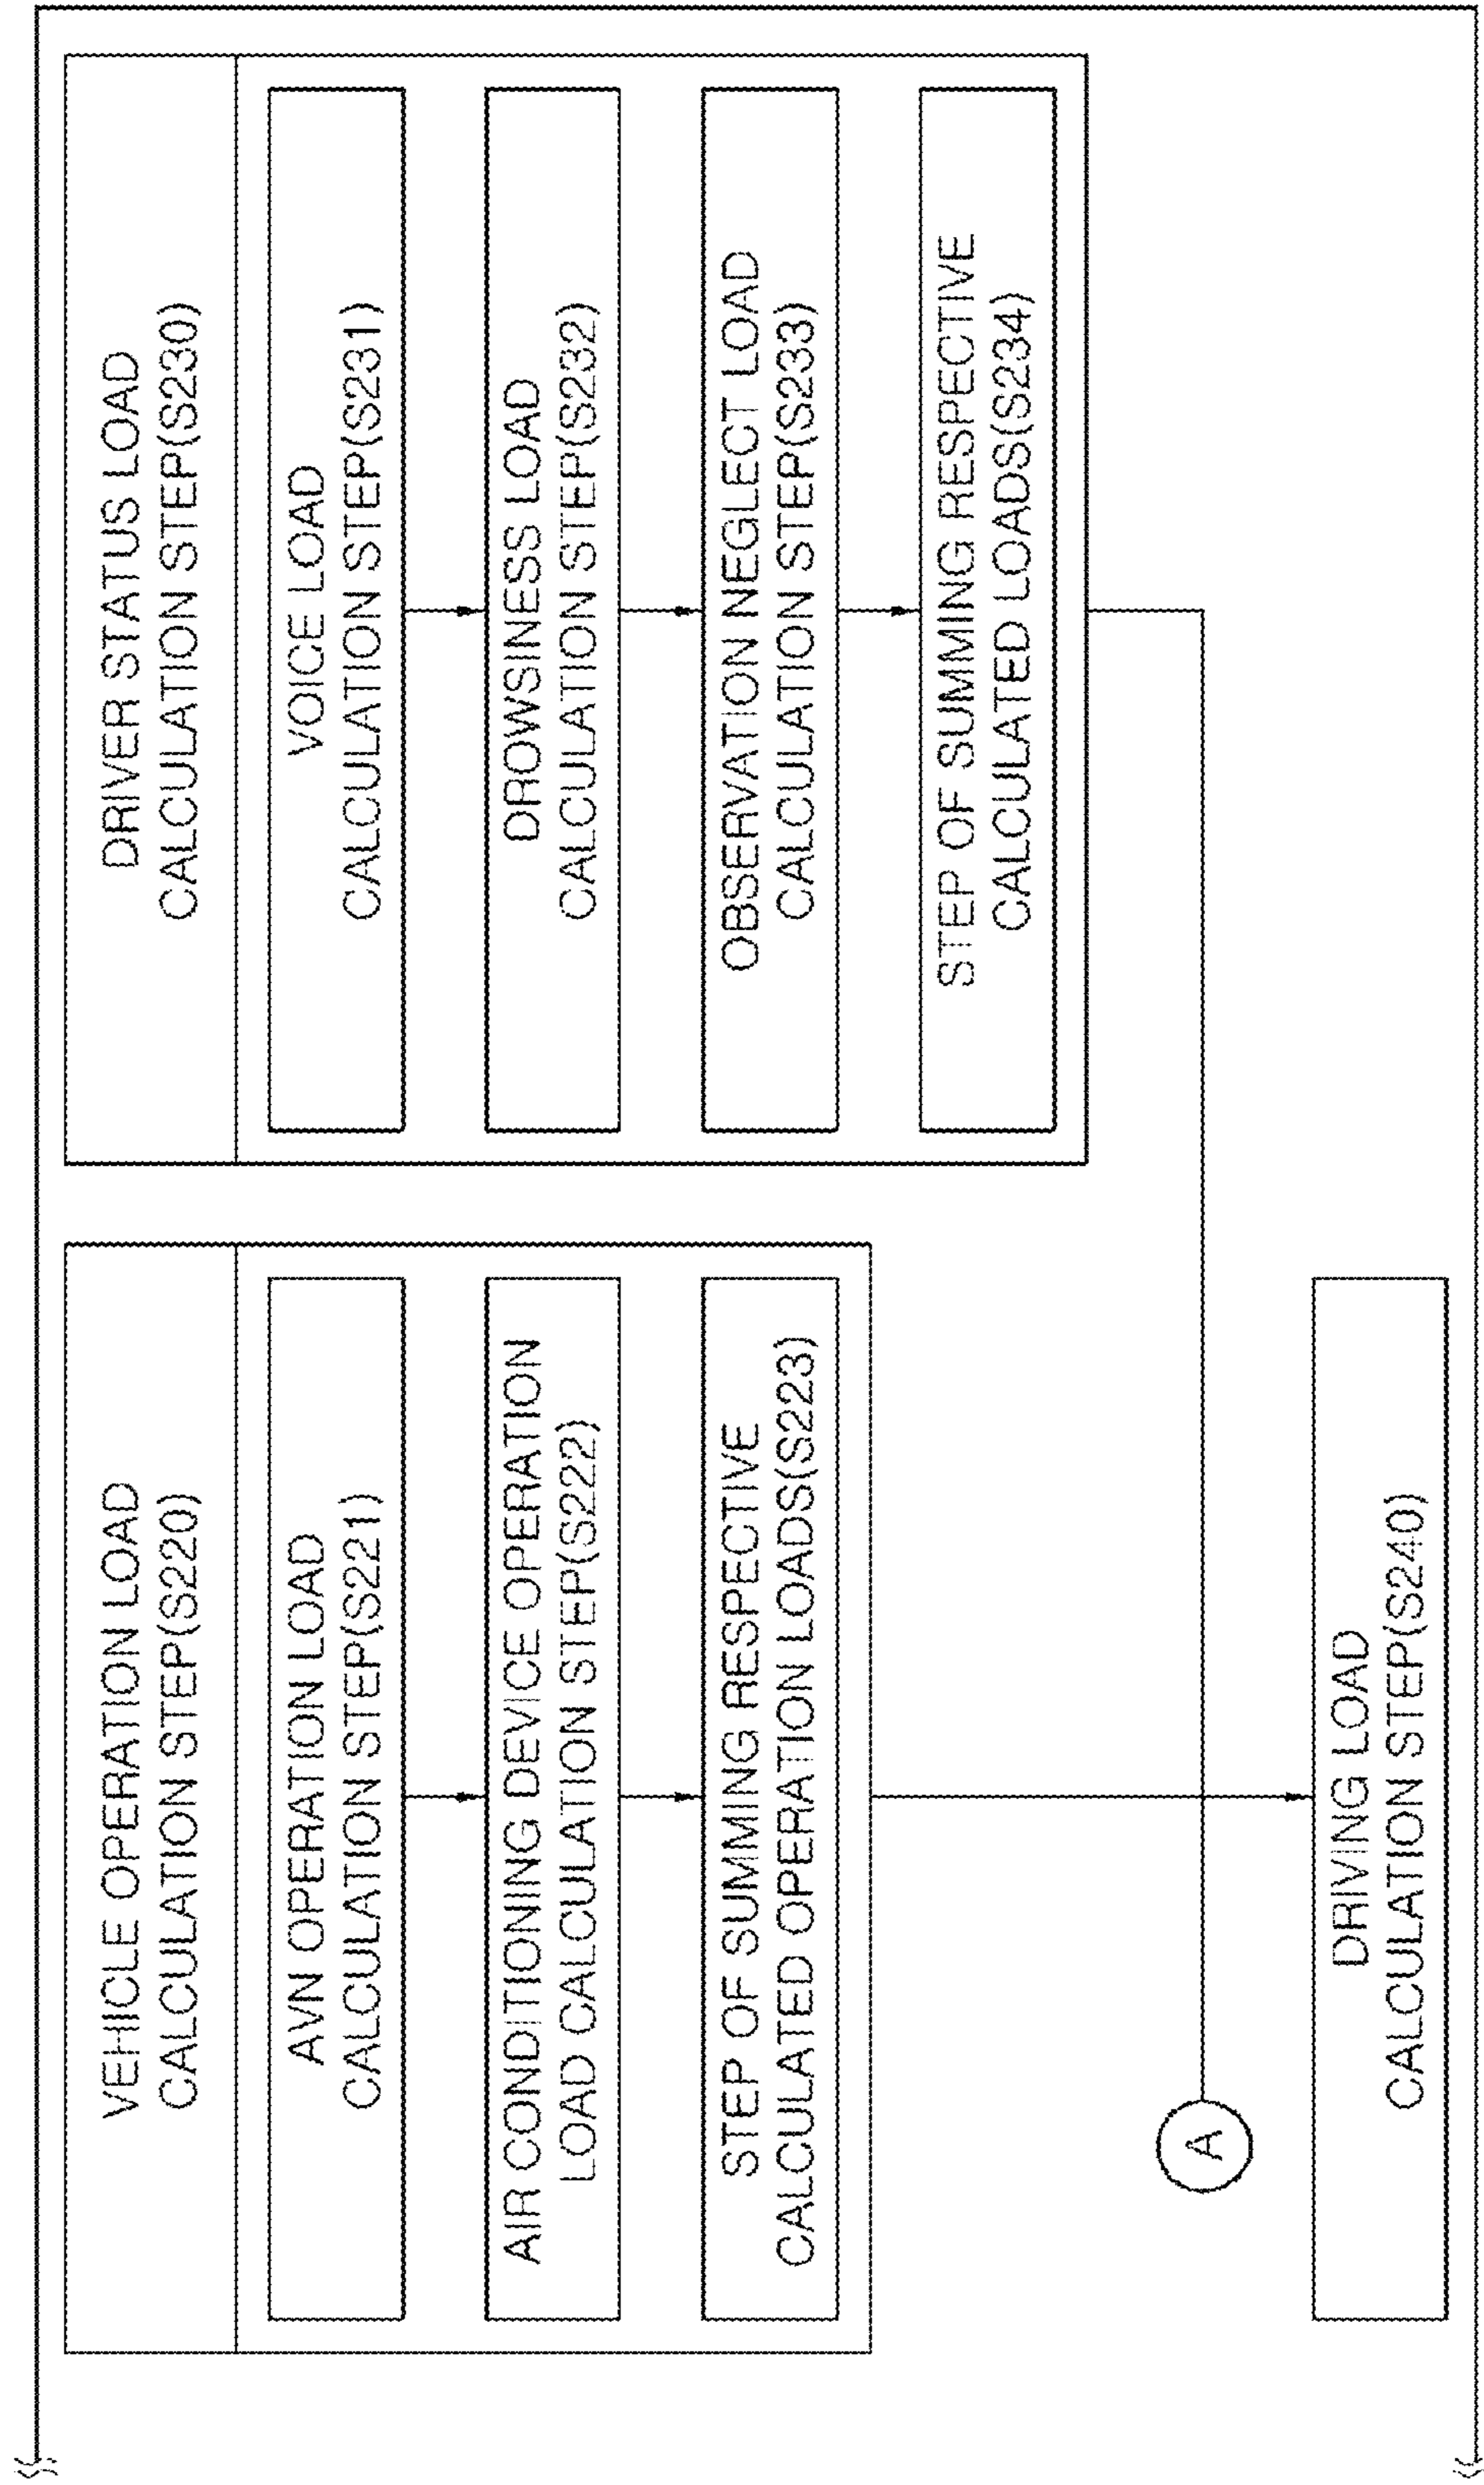 VEHICLE OPERATION LOAD
CALCULATION STEP(S220)
AVN OPERATION LOAD
CALCULATION STEP(S221)
AIR CONDITIONING DEVICE OPERATION
LOAD CALCULATION STEP(S222)
STEP OF SUMMING RESPECTIVE
CALCULATED OPERATION LOADS(S223)
DRIVER STATUS LOAD
CALCULATION STEP(S230)
VOICE LOAD
CALCULATION STEP(S231)
DROWSINESS LOAD
CALCULATION STEP(S232)
OBSERVATION NEGLECT LOAD
CALCULATION STEP(S233)
STEP OF SUMMING RESPECTIVE
CALCULATED LOADS(S234)
A
DRIVING LOAD
CALCULATION STEP(S240)